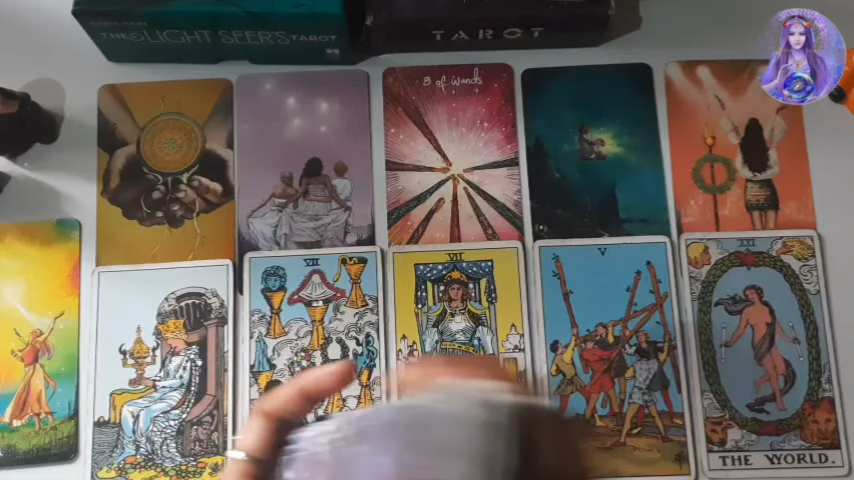 THE LIGHT SEER'S TAROT
TAROT
8 of Wands
VII
VII
V
XXI
THE WORLD.